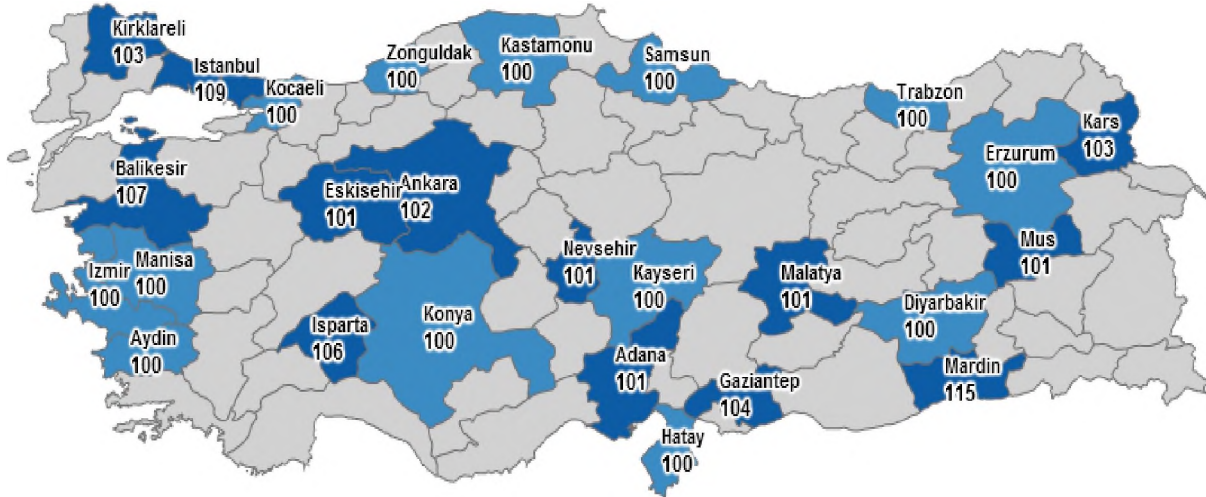 Kirklareli
103
Istanbul
109
Kocaeli
100
Zonguldak
100
Kastamonu
100
Samsun
100
Trabzon
100
Kars
103
Erzurum
100
Balikesir
107
Eskisehir
101
Ankara
102
Nevsehir
101
Kayseri
100
Malatya
101
Mus
101
Izmir
100
Manisa
100
Diyarbakir
100
Isparta
106
Konya
100
Aydin
100
Adana
101
Gaziantep
104
Mardin
115
Hatay
100